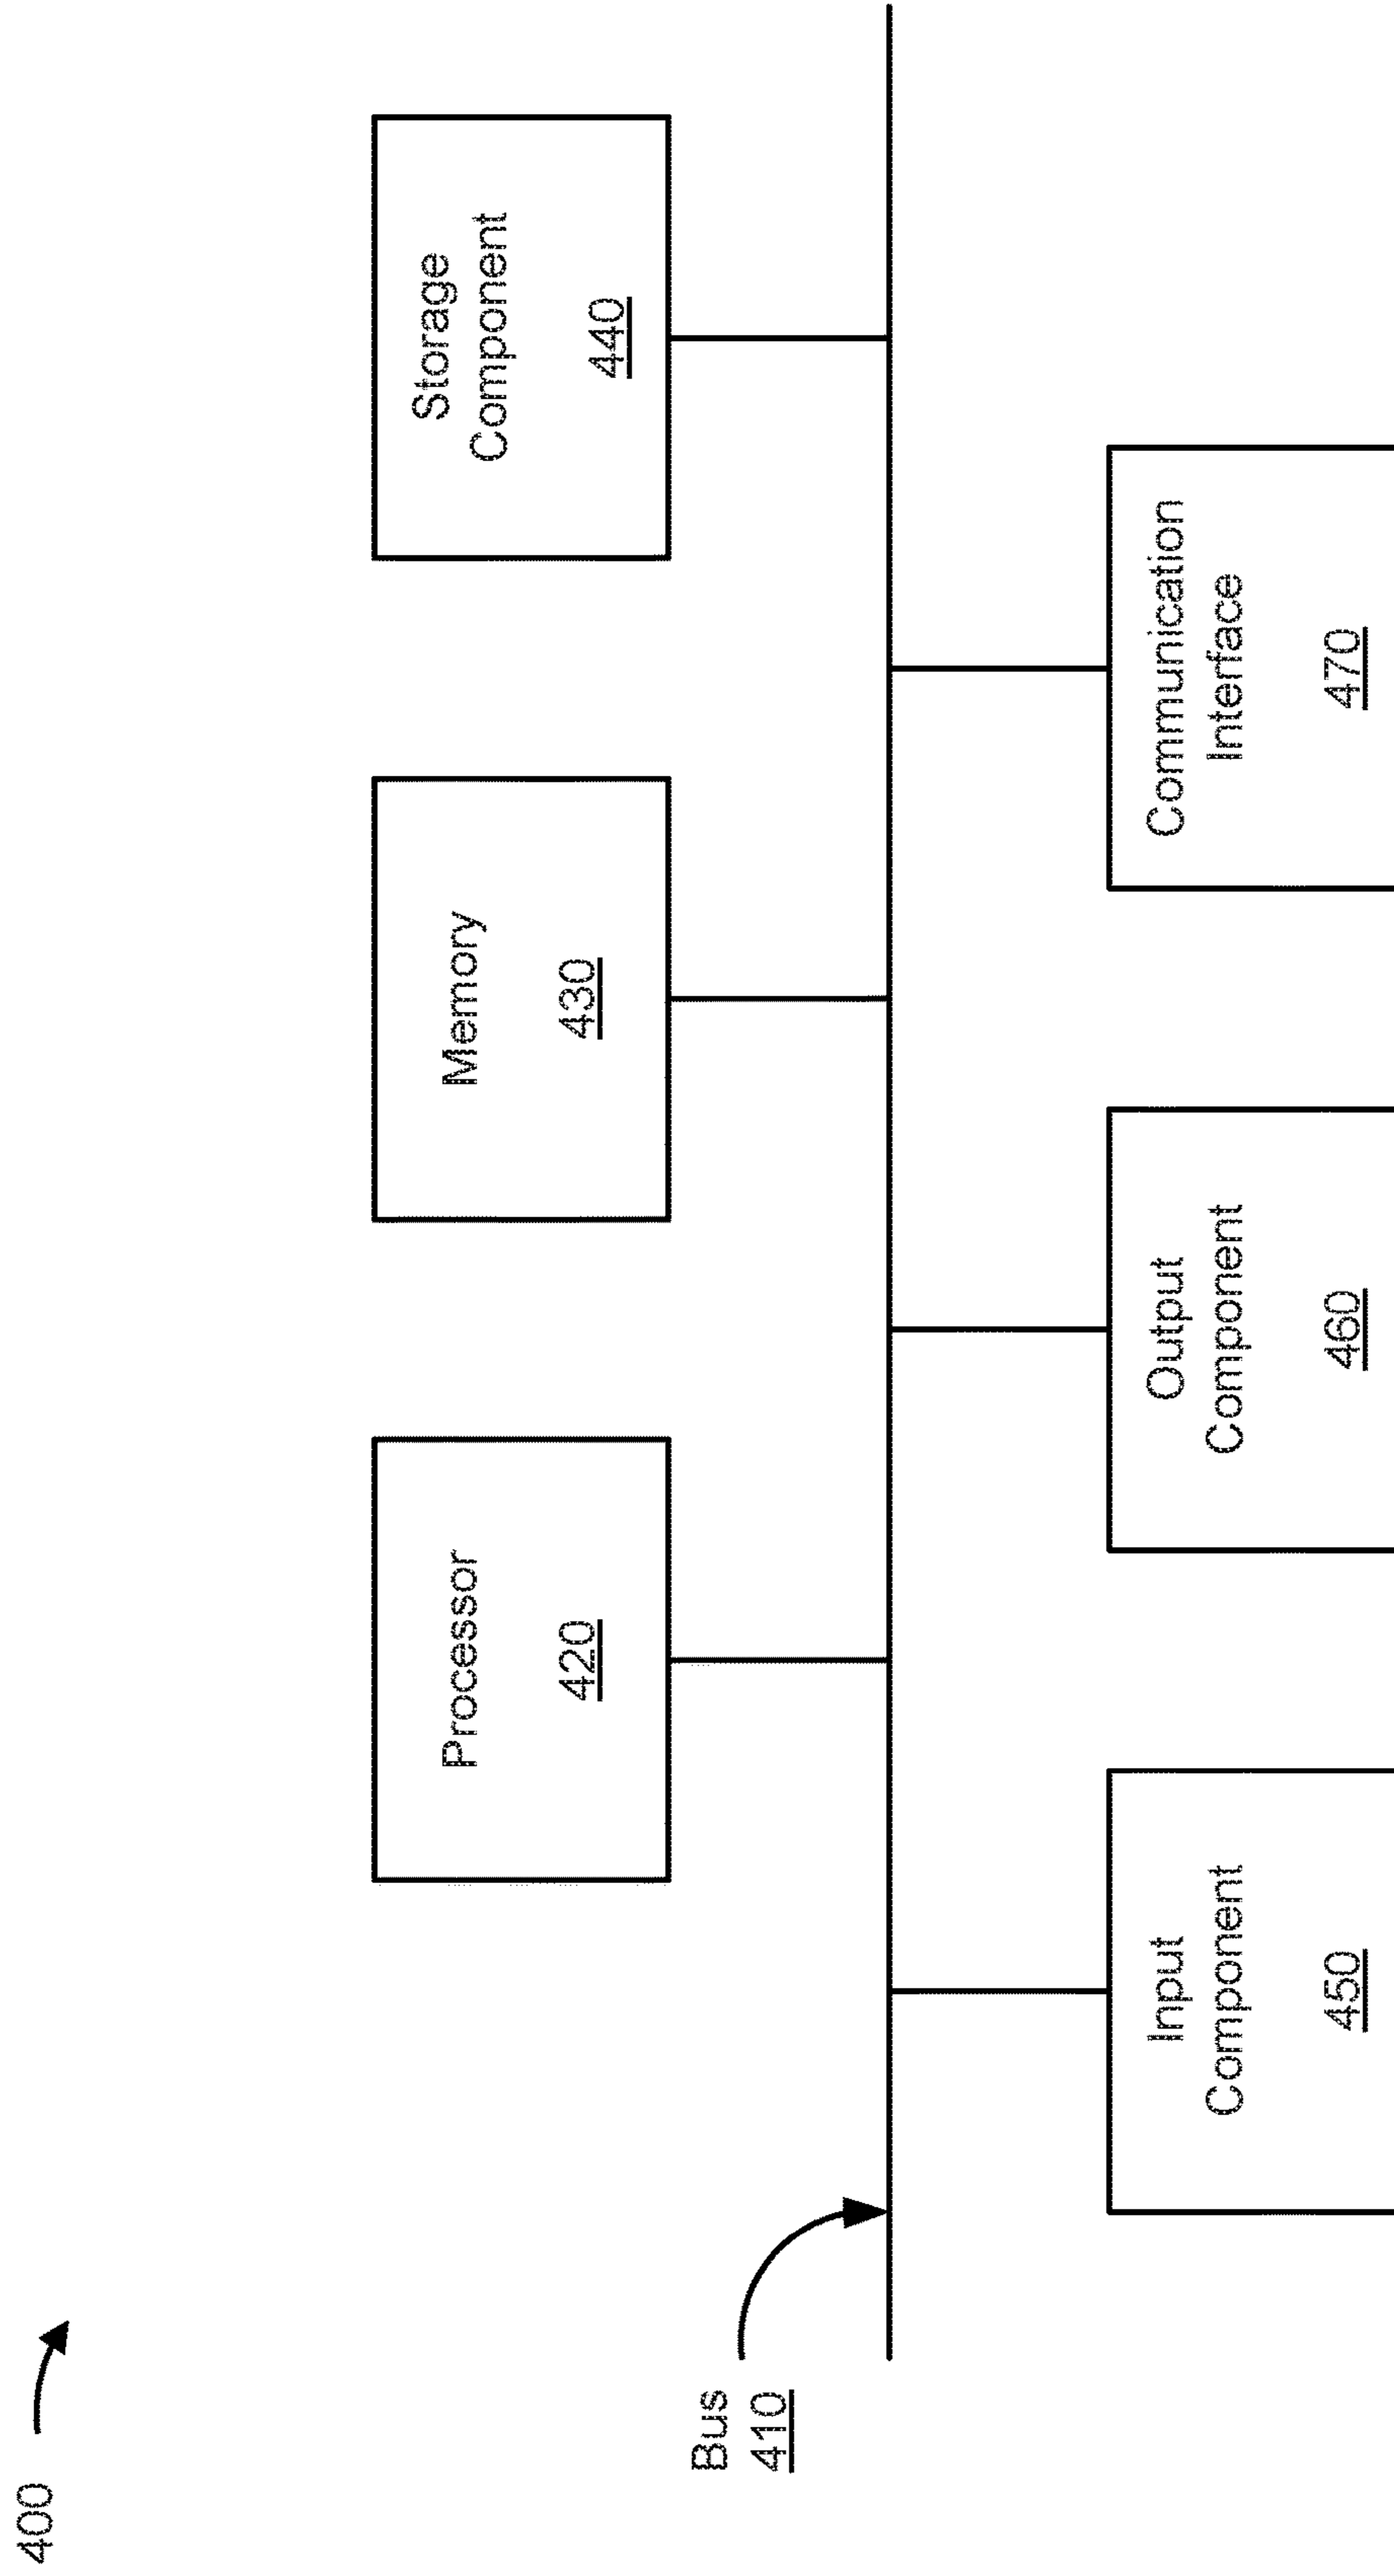 400
Processor
420
Memory
430
Storage
Component
440
Bus
410
Input
Component
450
Output
Component
460
Communication
Interface
470